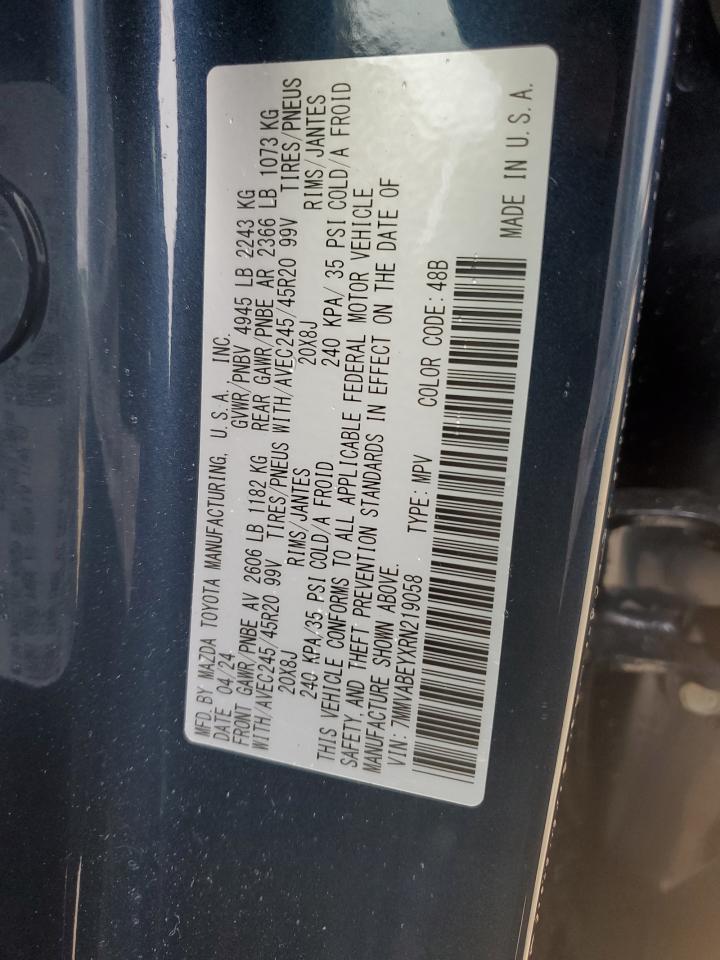 MFD. BY MAZDA TOYOTA MANUFACTURING, U.S.A. INC.
DATE 04/24 GVWR/PNBV 4945 LB 2243 KG
FRONT GAWR/PNBE AV 2606 LB 1182 KG REAR GAWR/PNBE AR 2366 LB 1073 KG
WITH/AVEC245/45R20 99V TIRES/PNEUS WITH/AVEC245/45R20 99V TIRES/PNEUS
20X8J RIMS/JANTES 20X8J RIMS/JANTES
240 KPA/35 PSI COLD/A FROID 240 KPA/ 35 PSI COLD/A FROID
THIS VEHICLE CONFORMS TO ALL APPLICABLE FEDERAL MOTOR VEHICLE
SAFETY AND THEFT PREVENTION STANDARDS IN EFFECT ON THE DATE OF
MANUFACTURE SHOWN ABOVE.
VIN: 7MMVABEYXRN219058 TYPE: MPV COLOR CODE: 48B
MADE IN U.S.A.